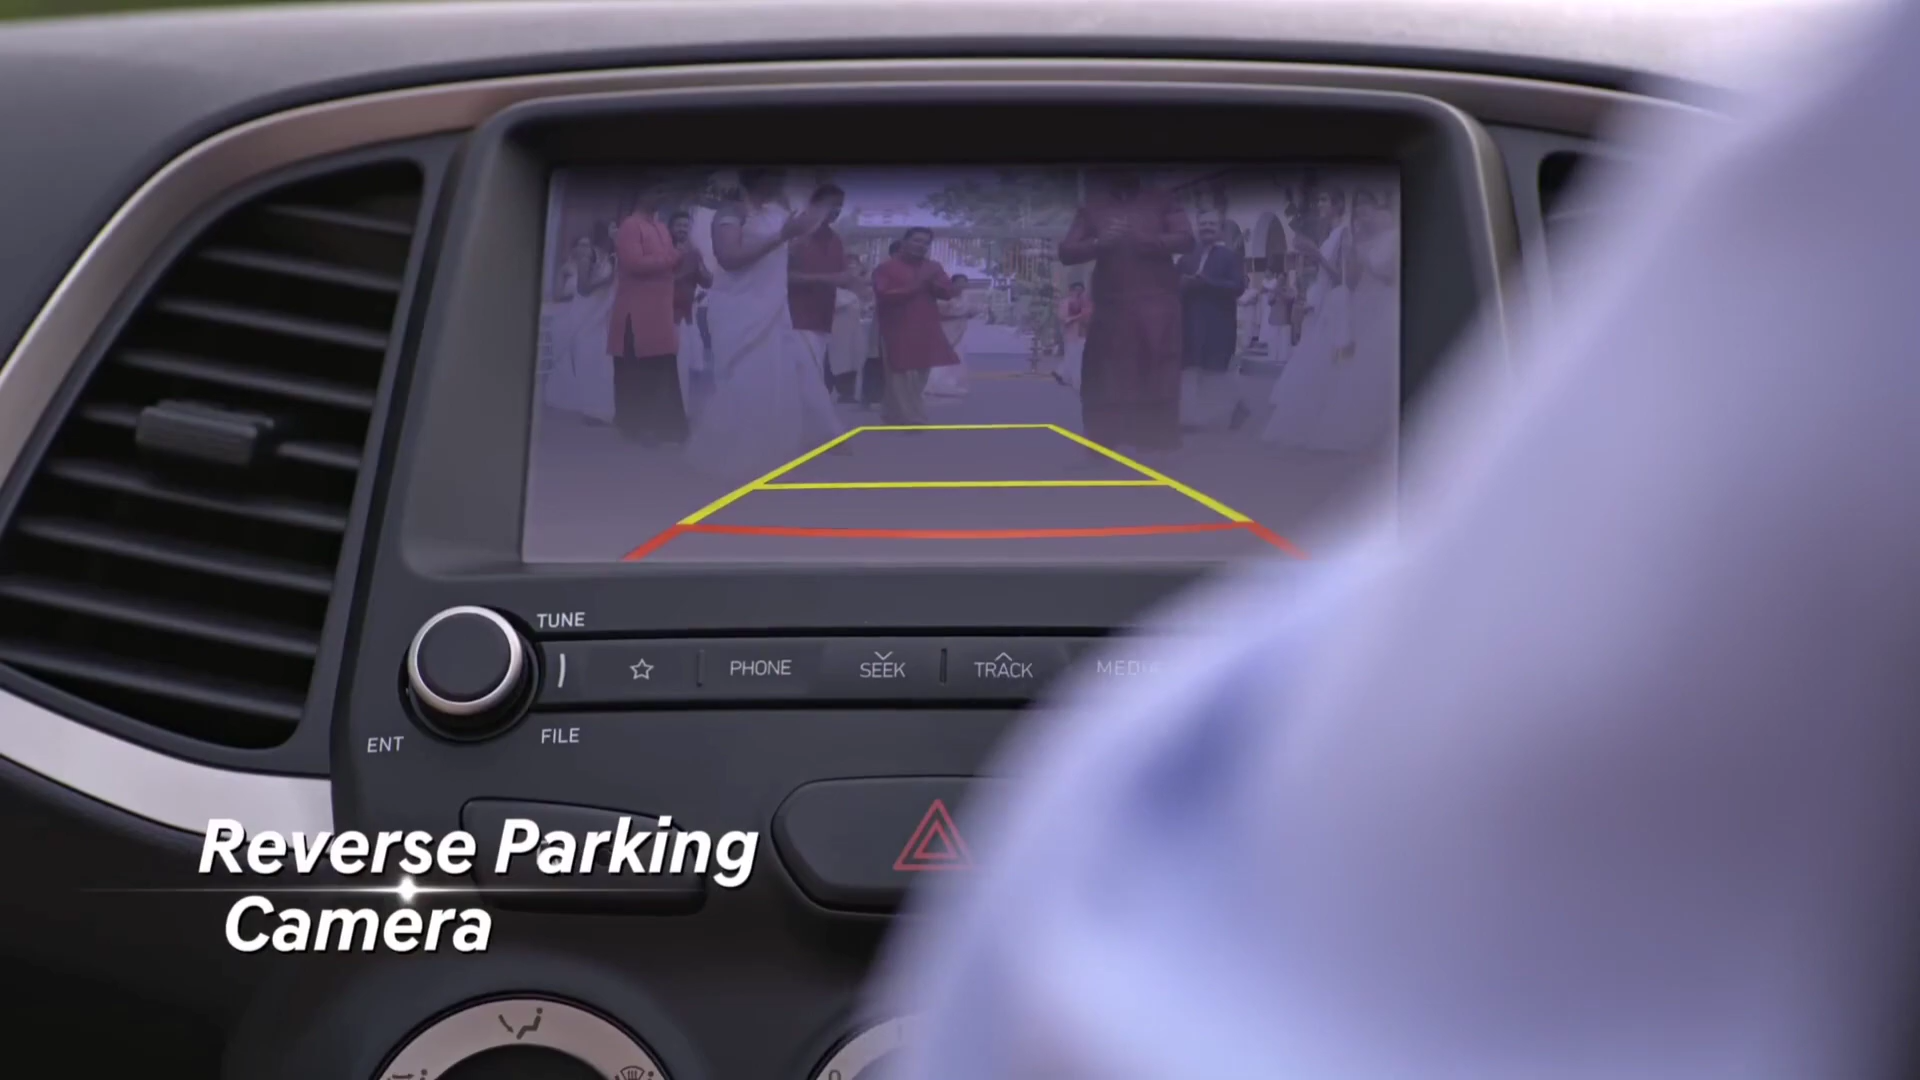 TUNE
PHONE
SEEK
TRACK
ENT
FILE
Reverse Parking
Camera